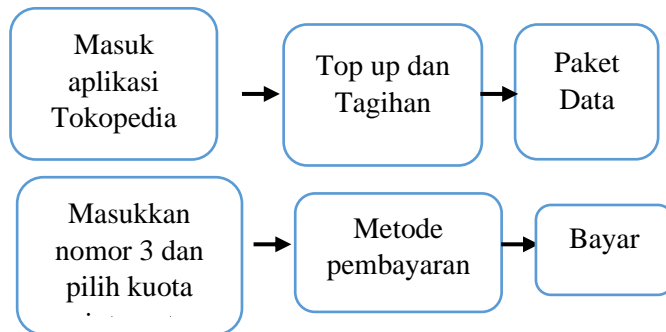 Masuk
aplikasi
Tokopedia
Top up dan
Tagihan
Paket
Data
Masukkan
nomor 3 dan
pilih kuota
Metode
pembayaran
Bayar